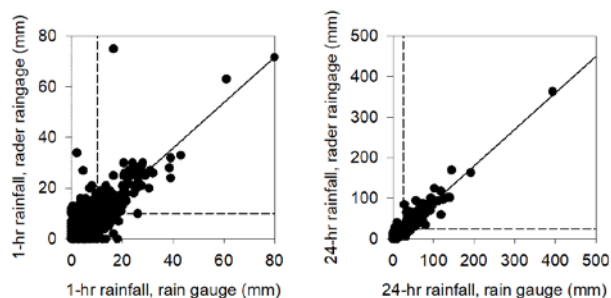 1-hr rainfall, rader raingage (mm)
80
60
40
20
0
0 20 40 60 80
1-hr rainfall, rain gauge (mm)
24-hr rainfall, rader raingage (mm)
500
400
300
200
100
0
0 100 200 300 400 500
24-hr rainfall, rain gauge (mm)